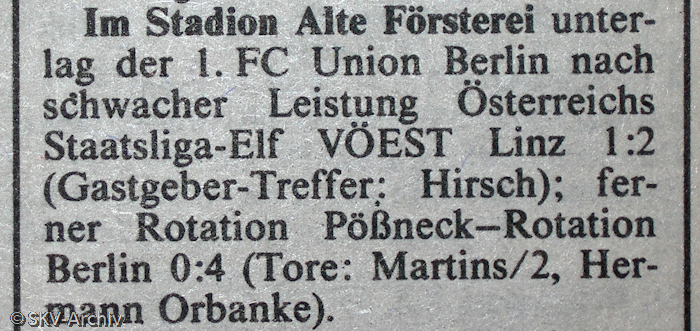 Im Stadion Alte Försterei unter-
lag der 1. FC Union Berlin nach
schwacher Leistung Österreichs
Staatsliga-Elf VÖEST Linz 1:2
(Gastgeber-Treffer: Hirsch); fer-
ner Rotation Pößneck—Rotation
Berlin 0:4 (Tore: Martins/2, Her-
mann Orbanke).
© SKV-Archiv